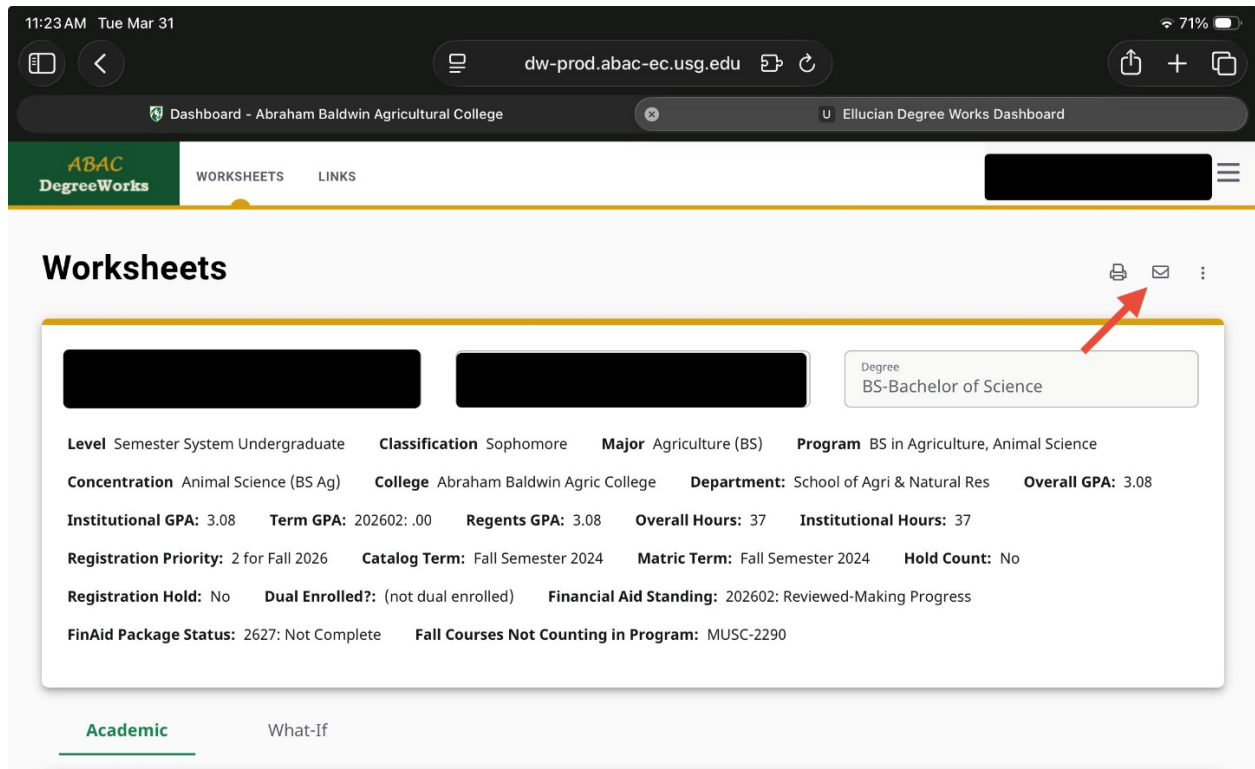 11:23 AM Tue Mar 31
71%
dw-prod.abac-ec.usg.edu
Dashboard - Abraham Baldwin Agricultural College
U Ellucian Degree Works Dashboard
ABAC
DegreeWorks
WORKSHEETS LINKS
Worksheets
Degree
BS-Bachelor of Science
Level Semester System Undergraduate Classification Sophomore Major Agriculture (BS) Program BS in Agriculture, Animal Science
Concentration Animal Science (BS Ag) College Abraham Baldwin Agric College Department: School of Agri & Natural Res Overall GPA: 3.08
Institutional GPA: 3.08 Term GPA: 202602: .00 Regents GPA: 3.08 Overall Hours: 37 Institutional Hours: 37
Registration Priority: 2 for Fall 2026 Catalog Term: Fall Semester 2024 Matric Term: Fall Semester 2024 Hold Count: No
Registration Hold: No Dual Enrolled?: (not dual enrolled) Financial Aid Standing: 202602: Reviewed-Making Progress
FinAid Package Status: 2627: Not Complete Fall Courses Not Counting in Program: MUSC-2290
Academic What-If